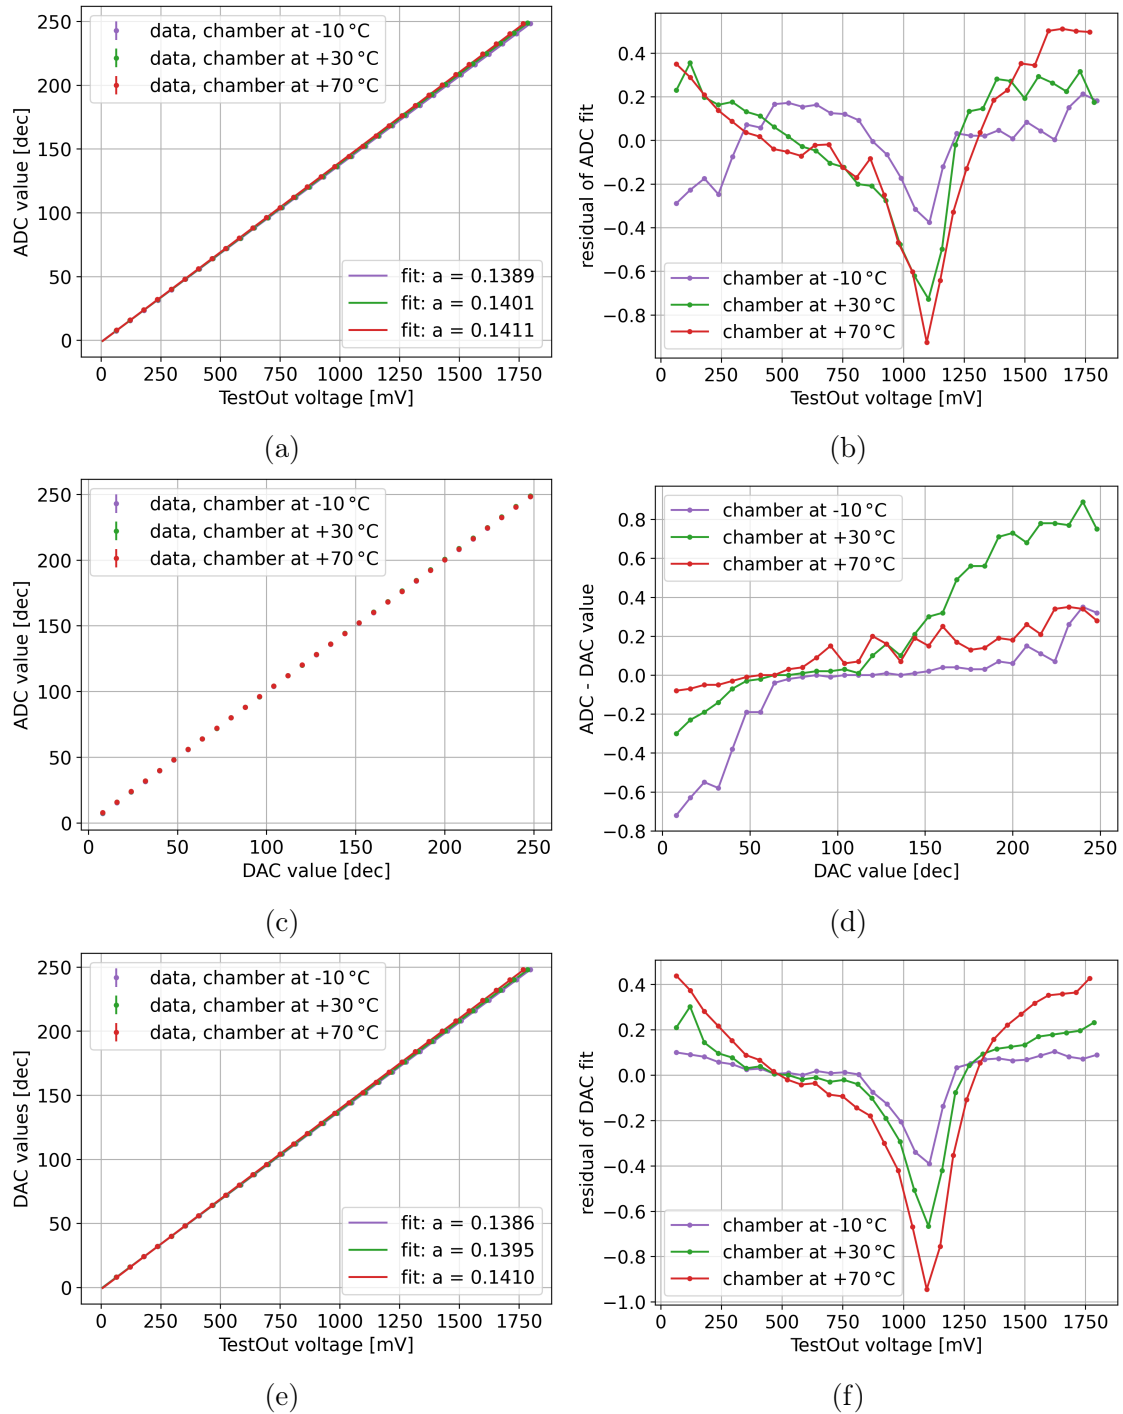 250
200
150
100
50
0
ADC value [dec]
data, chamber at -10 °C
data, chamber at +30 °C
data, chamber at +70 °C
fit: a = 0.1389
fit: a = 0.1401
fit: a = 0.1411
0 250 500 750 1000 1250 1500 1750
TestOut voltage [mV]
(a)
0.4
0.2
0.0
−0.2
−0.4
−0.6
−0.8
residual of ADC fit
chamber at -10 °C
chamber at +30 °C
chamber at +70 °C
0 250 500 750 1000 1250 1500 1750
TestOut voltage [mV]
(b)
250
200
150
100
50
0
ADC value [dec]
data, chamber at -10 °C
data, chamber at +30 °C
data, chamber at +70 °C
0 50 100 150 200 250
DAC value [dec]
(c)
0.8
0.6
0.4
0.2
0.0
−0.2
−0.4
−0.6
−0.8
ADC - DAC value
chamber at -10 °C
chamber at +30 °C
chamber at +70 °C
0 50 100 150 200 250
DAC value [dec]
(d)
250
200
150
100
50
0
DAC values [dec]
data, chamber at -10 °C
data, chamber at +30 °C
data, chamber at +70 °C
fit: a = 0.1386
fit: a = 0.1395
fit: a = 0.1410
0 250 500 750 1000 1250 1500 1750
TestOut voltage [mV]
(e)
0.4
0.2
0.0
−0.2
−0.4
−0.6
−0.8
−1.0
residual of DAC fit
chamber at -10 °C
chamber at +30 °C
chamber at +70 °C
0 250 500 750 1000 1250 1500 1750
TestOut voltage [mV]
(f)